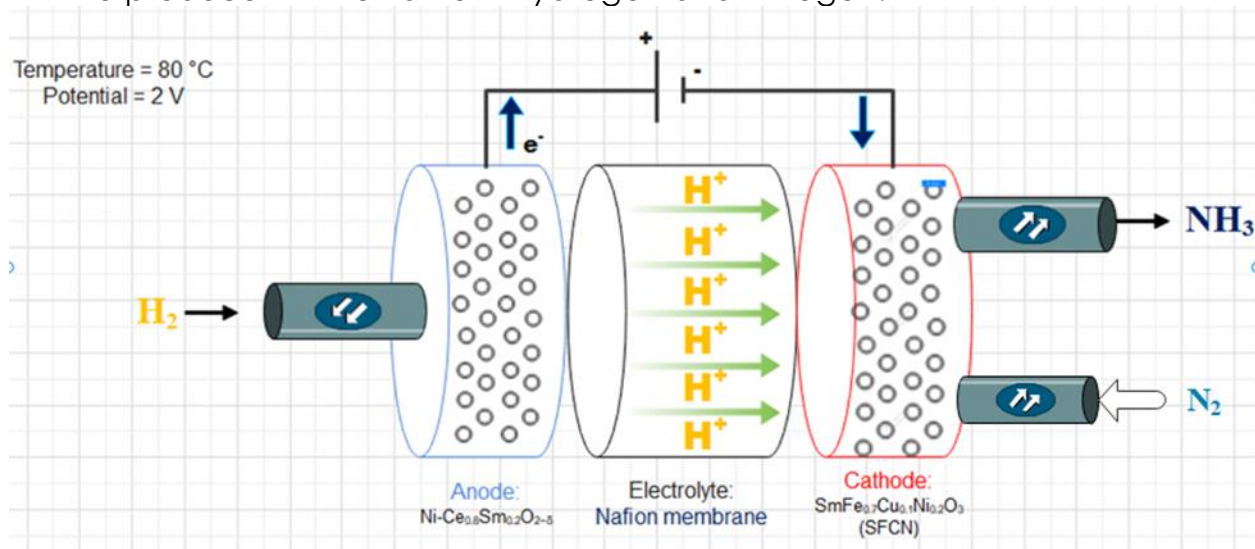 Temperature = 80 °C
Potential = 2 V
+
-
e⁻
H⁺
H⁺
H⁺
H⁺
H⁺
H⁺
H₂
NH₃
N₂
Anode:
Ni-Ce₀.₈Sm₀.₂O₂₋δ
Electrolyte:
Nafion membrane
Cathode:
SmFe₀.₇Cu₀.₁Ni₀.₂O₃
(SFCN)